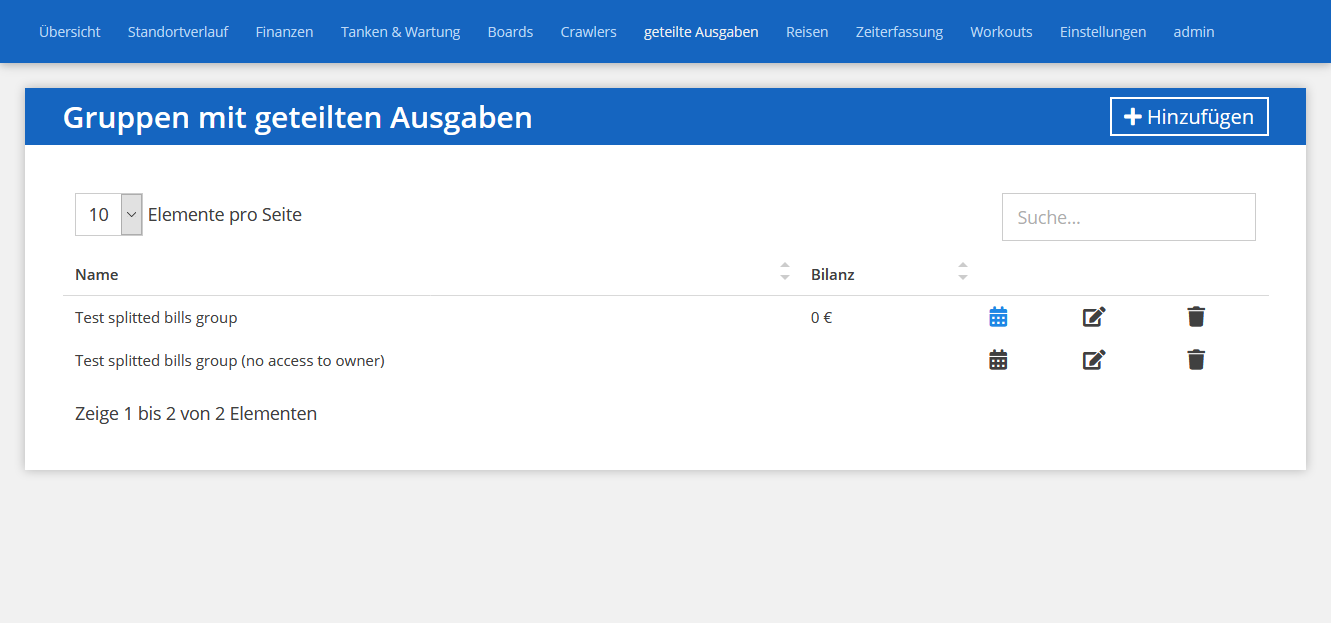 Übersicht Standortverlauf Finanzen Tanken & Wartung Boards Crawlers geteilte Ausgaben Reisen Zeiterfassung Workouts Einstellungen admin
Gruppen mit geteilten Ausgaben Hinzufügen
10 Elemente pro Seite Suche...
Name Bilanz
Test splitted bills group 0 €
Test splitted bills group (no access to owner)
Zeige 1 bis 2 von 2 Elementen